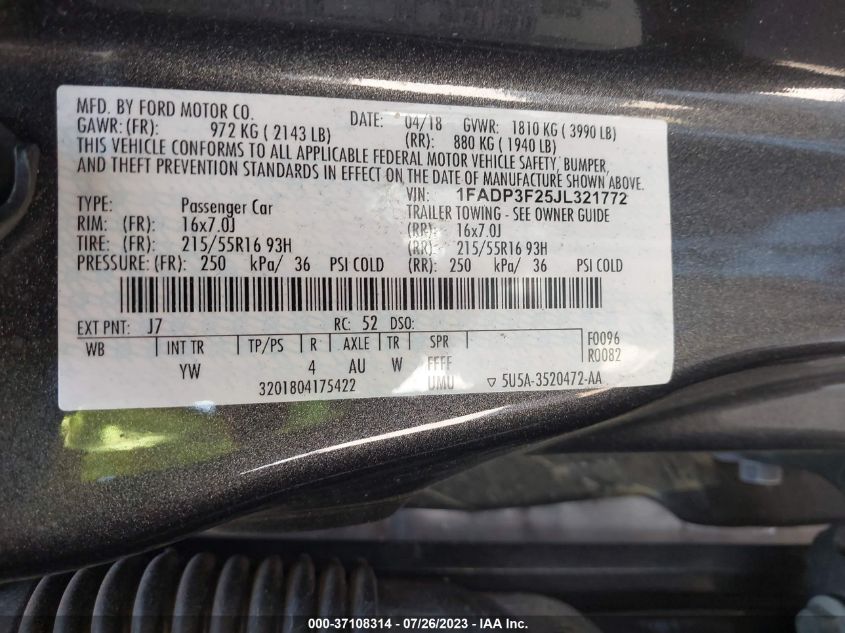 MFD. BY FORD MOTOR CO. DATE: 04/18 GVWR: 1810 KG ( 3990 LB)
GAWR: (FR): 972 KG ( 2143 LB) (RR): 880 KG ( 1940 LB)
THIS VEHICLE CONFORMS TO ALL APPLICABLE FEDERAL MOTOR VEHICLE SAFETY, BUMPER,
AND THEFT PREVENTION STANDARDS IN EFFECT ON THE DATE OF MANUFACTURE SHOWN ABOVE.
VIN: 1FADP3F25JL321772
TYPE: Passenger Car TRAILER TOWING - SEE OWNER GUIDE
RIM: (FR): 16x7.0J (RR): 16x7.0J
TIRE: (FR): 215/55R16 93H (RR): 215/55R16 93H
PRESSURE: (FR): 250 kPa/ 36 PSI COLD (RR): 250 kPa/ 36 PSI COLD
EXT PNT: J7 RC: 52 DSO: F0096
WB INT TR TP/PS R AXLE TR SPR R0082
YW 4 AU W FFFF
3201804175422 UMU ▽ 5U5A-3520472-AA
000-37108314 - 07/26/2023 - USA, Inc.